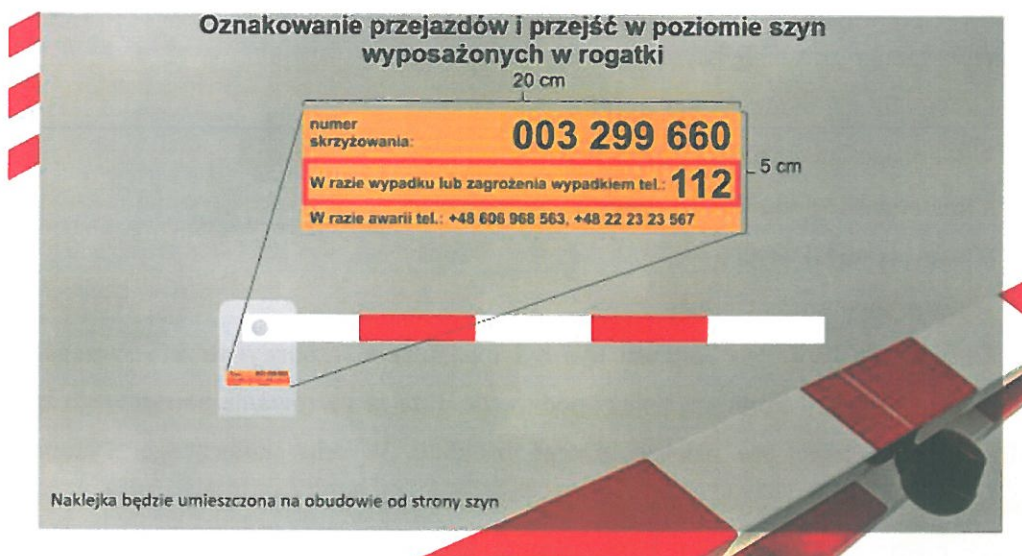 Oznakowanie przejazdów i przejść w poziomie szyn
wyposażonych w rogatki
20 cm
numer
skrzyżowania:
003 299 660
5 cm
W razie wypadku lub zagrożenia wypadkiem tel.: 112
W razie awarii tel.: +48 606 968 563, +48 22 23 23 567
Naklejka będzie umieszczona na obudowie od strony szyn